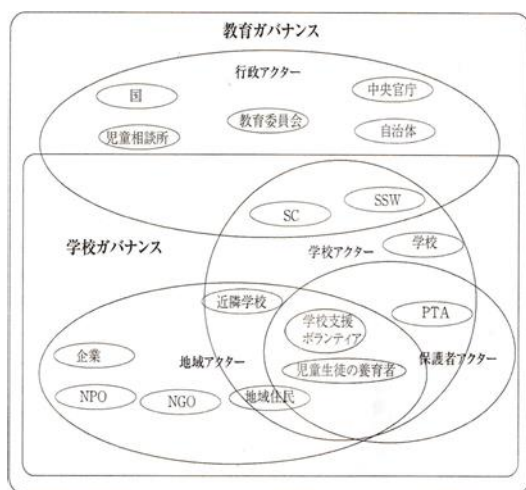 教育ガバナンス
行政アクター
国
中央官庁
教育委員会
児童相談所
自治体
SSW
SC
学校ガバナンス
学校アクター
学校
近隣学校
学校支援
ボランティア
PTA
企業
地域アクター
保護者アクター
児童生徒の養育者
NPO
NGO
地域住民